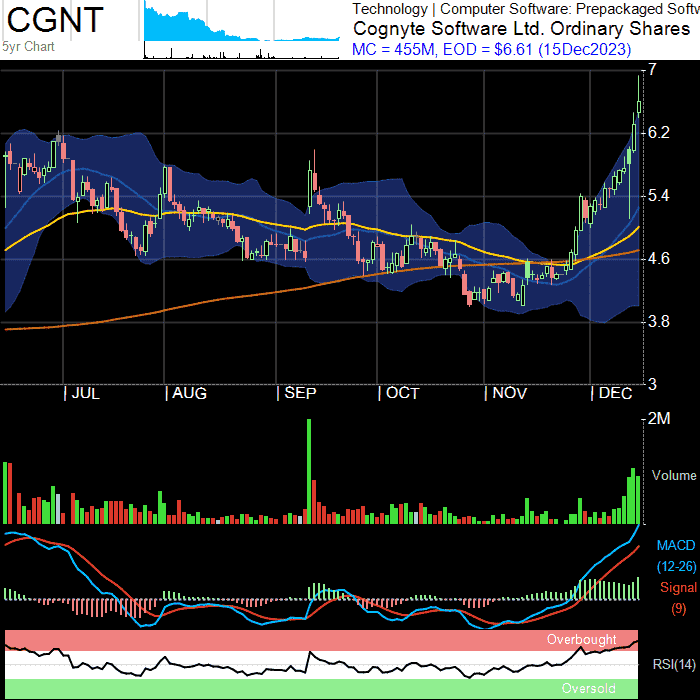 CGNT
5yr Chart
Technology | Computer Software: Prepackaged Softw
Cognyte Software Ltd. Ordinary Shares
MC = 455M, EOD = $6.61 (15Dec2023)
7
6.2
5.4
4.6
3.8
3
| JUL | AUG | SEP | OCT | NOV | DEC
2M
Volume
MACD
(12-26)
Signal
(9)
Overbought
RSI(14)
Oversold